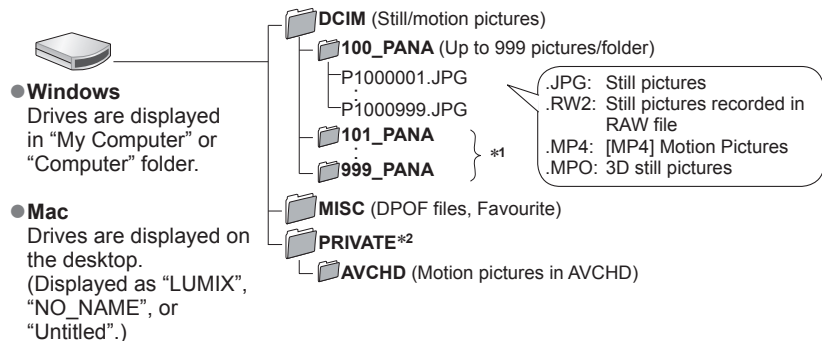 ●Windows
Drives are displayed
in “My Computer” or
“Computer” folder.
●Mac
Drives are displayed on
the desktop.
(Displayed as “LUMIX”,
“NO_NAME”, or
“Untitled”.)
DCIM (Still/motion pictures)
100_PANA (Up to 999 pictures/folder)
P1000001.JPG
:
P1000999.JPG
101_PANA
:
999_PANA
*1
.JPG: Still pictures
.RW2: Still pictures recorded in
RAW file
.MP4: [MP4] Motion Pictures
.MPO: 3D still pictures
MISC (DPOF files, Favourite)
PRIVATE*2
AVCHD (Motion pictures in AVCHD)